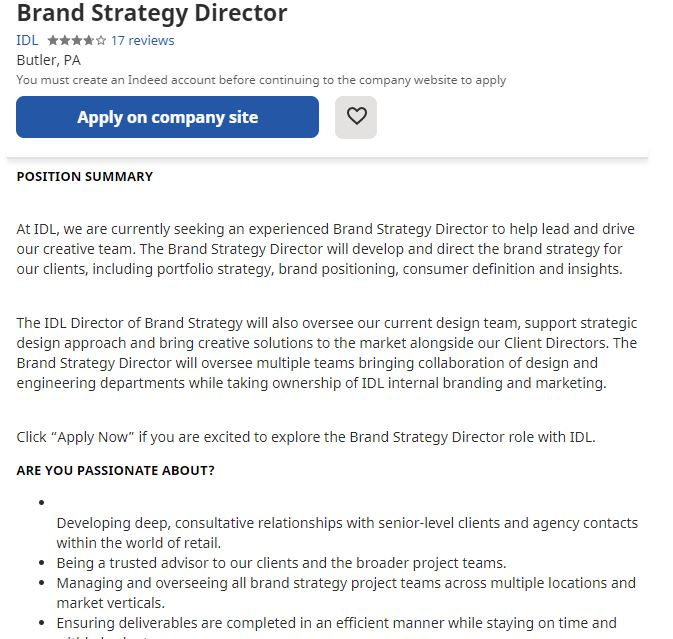 Brand Strategy Director
IDL 17 reviews
Butler, PA
You must create an Indeed account before continuing to the company website to apply
Apply on company site
POSITION SUMMARY
At IDL, we are currently seeking an experienced Brand Strategy Director to help lead and drive
our creative team. The Brand Strategy Director will develop and direct the brand strategy for
our clients, including portfolio strategy, brand positioning, consumer definition and insights.
The IDL Director of Brand Strategy will also oversee our current design team, support strategic
design approach and bring creative solutions to the market alongside our Client Directors. The
Brand Strategy Director will oversee multiple teams bringing collaboration of design and
engineering departments while taking ownership of IDL internal branding and marketing.
Click “Apply Now” if you are excited to explore the Brand Strategy Director role with IDL.
ARE YOU PASSIONATE ABOUT?
Developing deep, consultative relationships with senior-level clients and agency contacts
within the world of retail.
Being a trusted advisor to our clients and the broader project teams.
Managing and overseeing all brand strategy project teams across multiple locations and
market verticals.
Ensuring deliverables are completed in an efficient manner while staying on time and